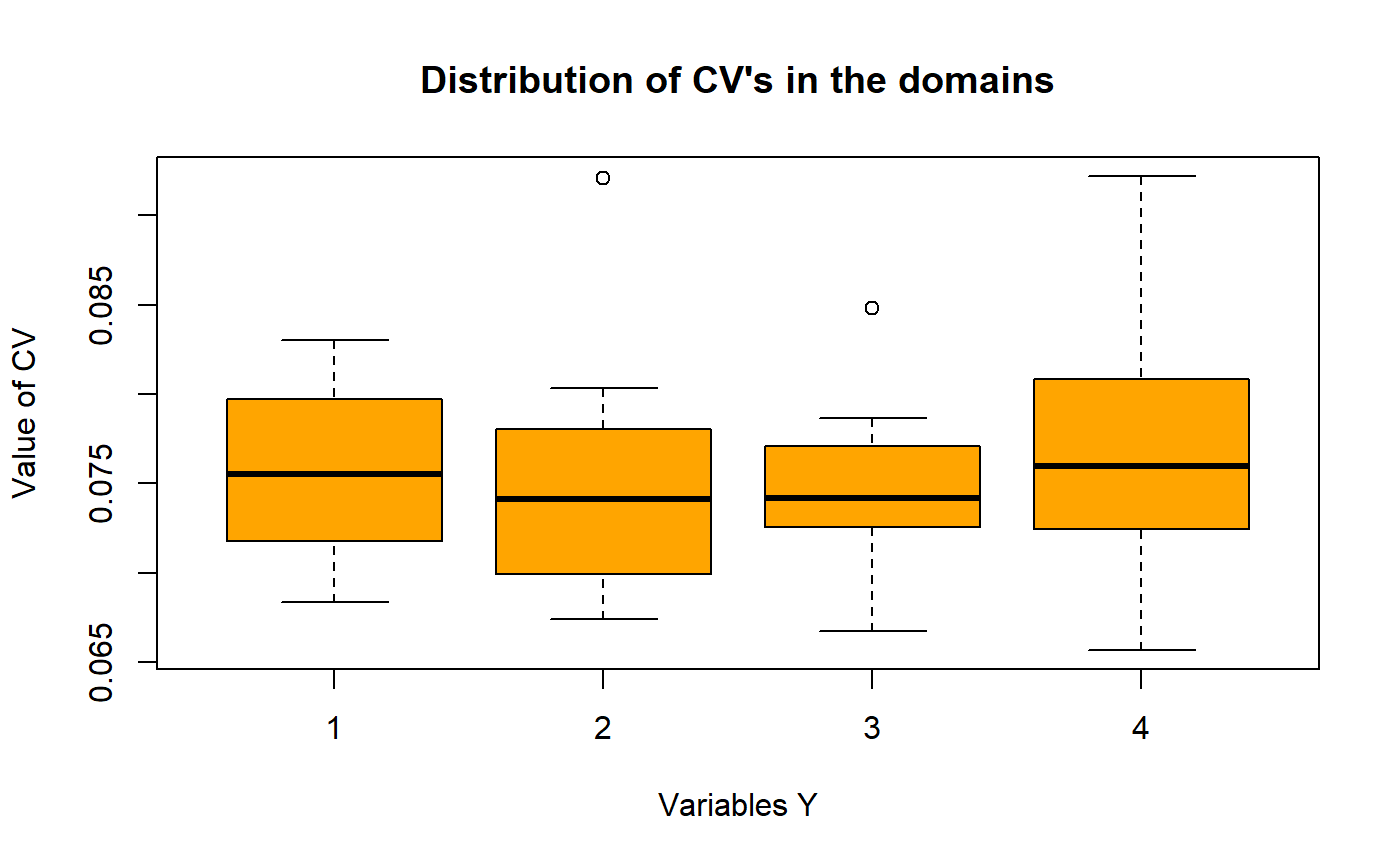 Distribution of CV's in the domains
Value of CV
0.085
0.075
0.065
1 2 3 4
Variables Y